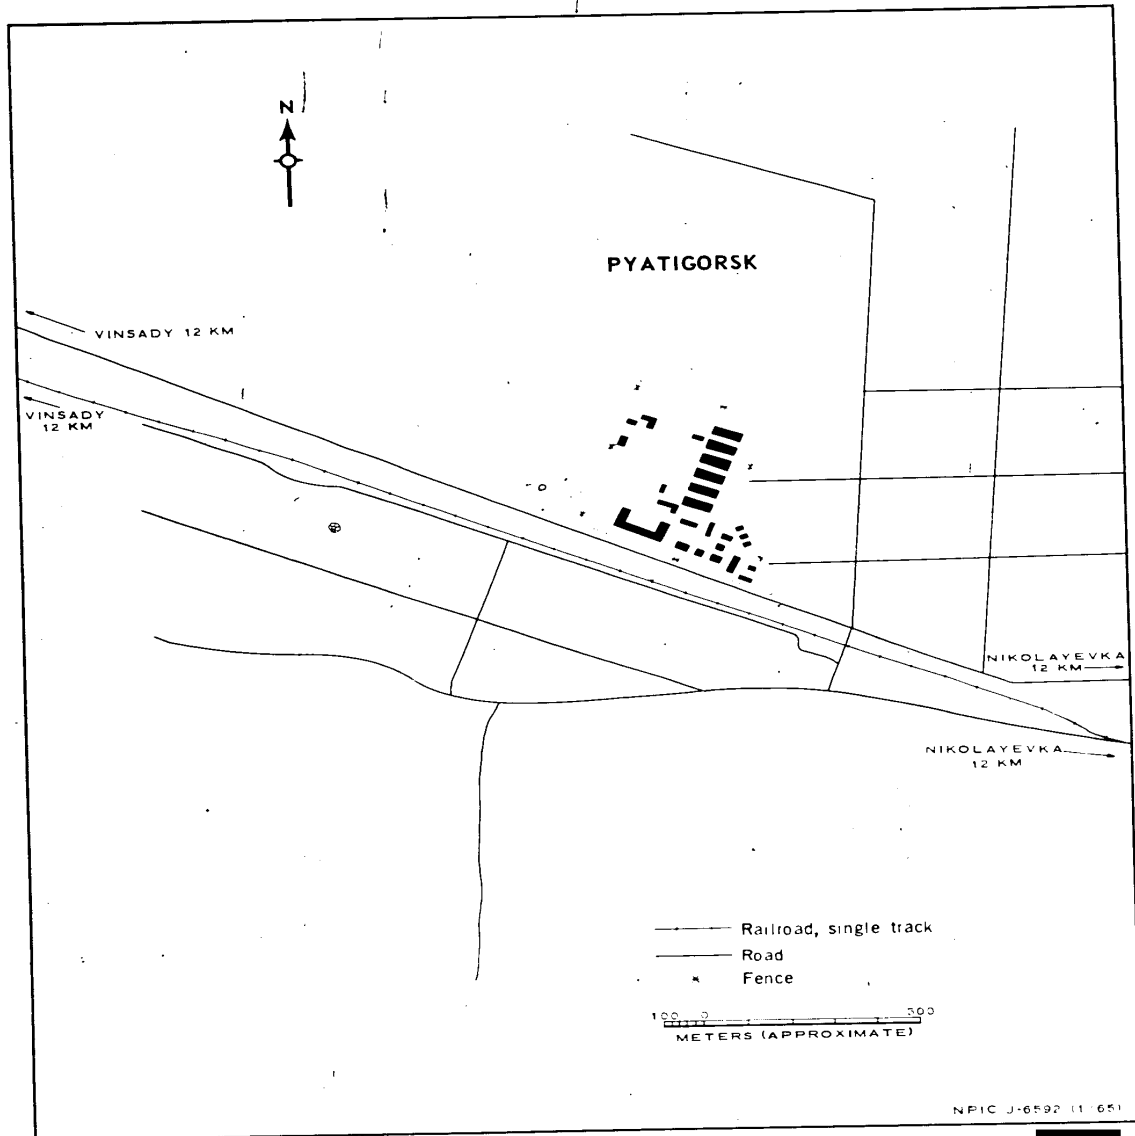 N
PYATIGORSK
VINSADY 12 KM
VINSADY
12 KM
NIKOLAYEVKA
12 KM
NIKOLAYEVKA
12 KM
Railroad, single track
Road
Fence
100 0 500
METERS (APPROXIMATE)
NPIC J-6592 (1/65)